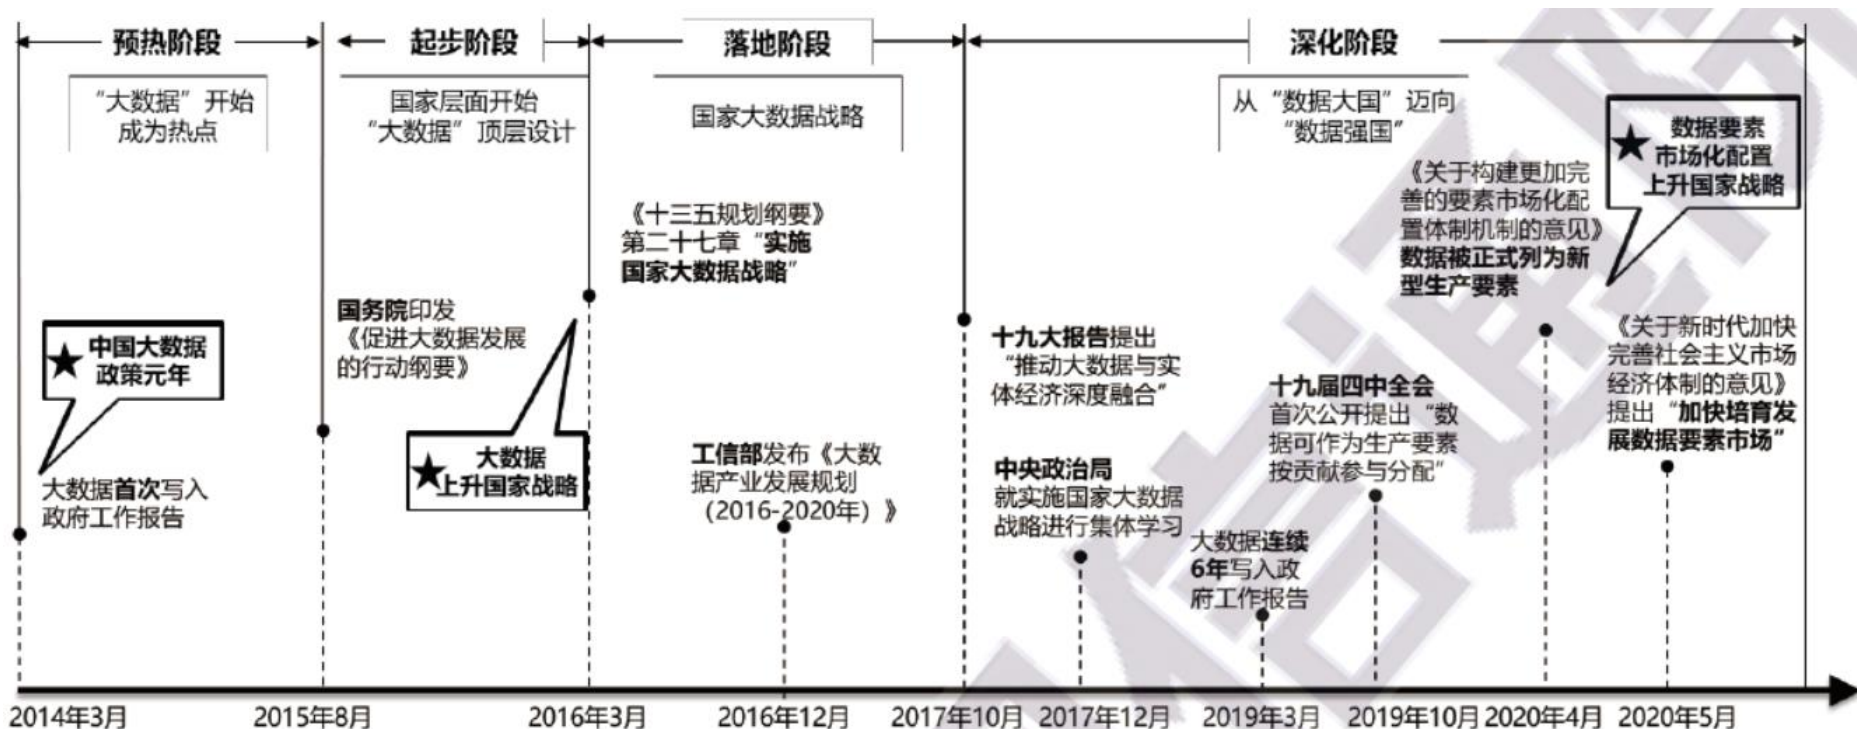 预热阶段
起步阶段
落地阶段
深化阶段
“大数据”开始
成为热点
国家层面开始
“大数据”顶层设计
国家大数据战略
从“数据大国”迈向
“数据强国”
中国大数据
政策元年
大数据首次写入
政府工作报告
国务院印发
《促进大数据发展
的行动纲要》
大数据
上升国家战略
《十三五规划纲要》
第二十七章“实施
国家大数据战略”
工信部发布《大数
据产业发展规划
（2016-2020年）》
十九大报告提出
“推动大数据与实
体经济深度融合”
中央政治局
就实施国家大数据
战略进行集体学习
大数据连续
6年写入政
府工作报告
十九届四中全会
首次公开提出“数
据可作为生产要素
按贡献参与分配”
《关于构建更加完
善的要素市场化配
置体制机制的意见》
数据被正式列为新
型生产要素
数据要素
市场化配置
上升国家战略
《关于新时代加快
完善社会主义市场
经济体制的意见》
提出“加快培育发
展数据要素市场”
2014年3月
2015年8月
2016年3月
2016年12月
2017年10月
2017年12月
2019年3月
2019年10月
2020年4月
2020年5月
信通院